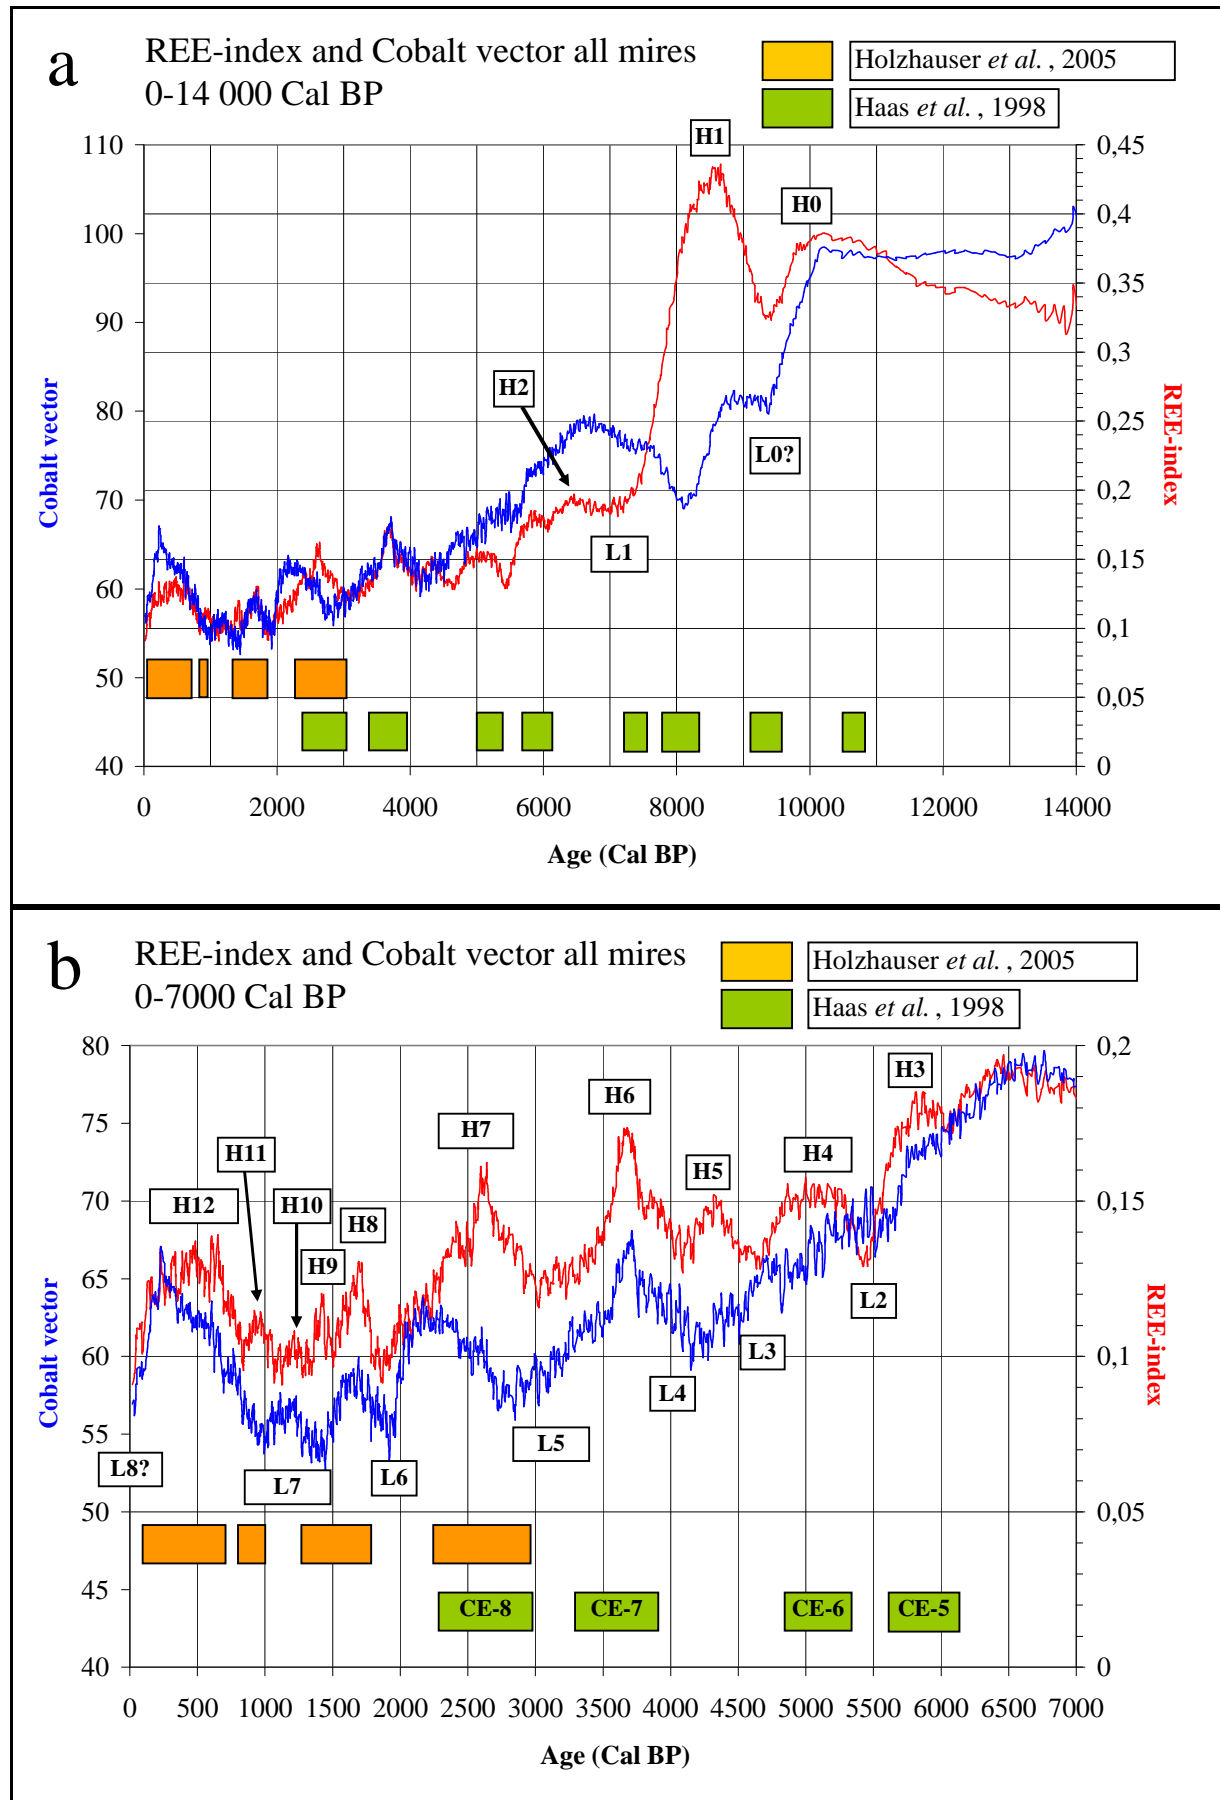 a
REE-index and Cobalt vector all mires
0-14 000 Cal BP
Holzhauser et al. , 2005
Haas et al. , 1998
110
100
90
80
70
60
50
40
0,45
0,4
0,35
0,3
0,25
0,2
0,15
0,1
0,05
0
Cobalt vector
REE-index
H1
H0
H2
L0?
L1
0 2000 4000 6000 8000 10000 12000 14000
Age (Cal BP)
b
REE-index and Cobalt vector all mires
0-7000 Cal BP
Holzhauser et al. , 2005
Haas et al. , 1998
80
75
70
65
60
55
50
45
40
0,2
0,15
0,1
0,05
0
Cobalt vector
REE-index
H3
H6
H7
H11
H5
H4
H12
H10
H8
H9
L2
L3
L4
L5
L8?
L7
L6
CE-8
CE-7
CE-6
CE-5
0 500 1000 1500 2000 2500 3000 3500 4000 4500 5000 5500 6000 6500 7000
Age (Cal BP)